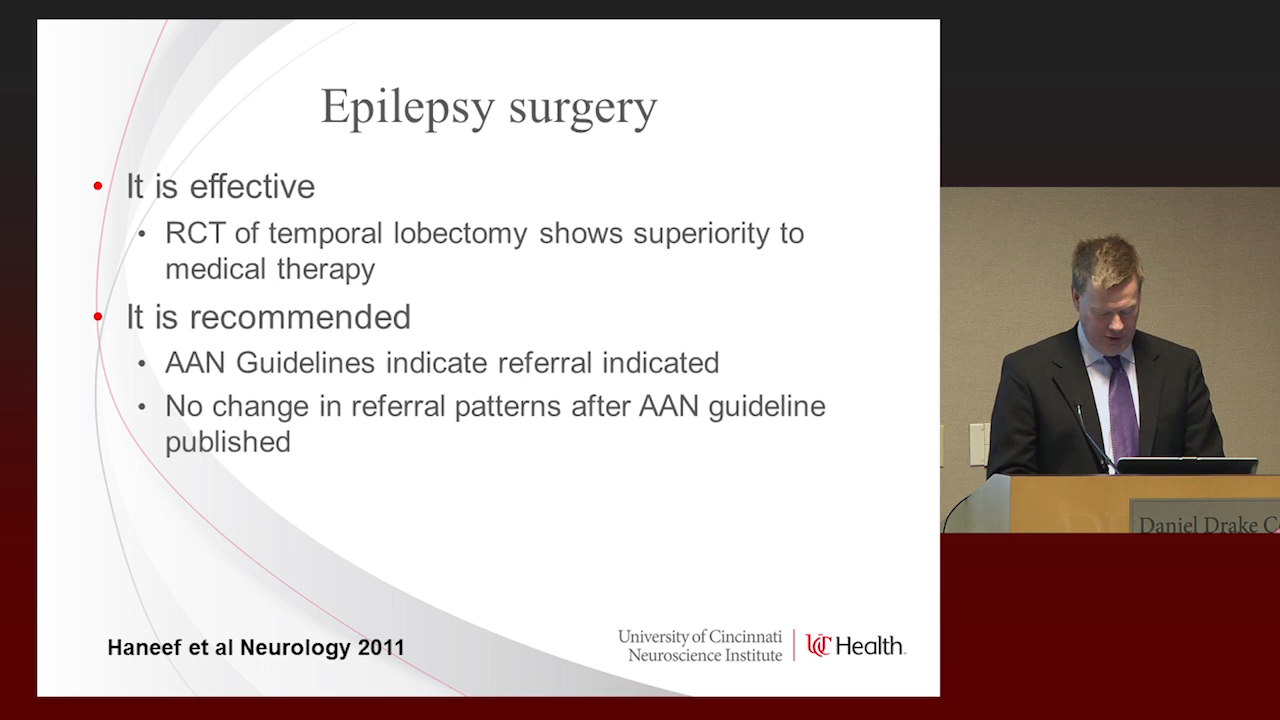 Epilepsy surgery
• It is effective
• RCT of temporal lobectomy shows superiority to
medical therapy
• It is recommended
• AAN Guidelines indicate referral indicated
• No change in referral patterns after AAN guideline
published
Haneef et al Neurology 2011
University of Cincinnati
Neuroscience Institute
UC Health
Daniel Drake C